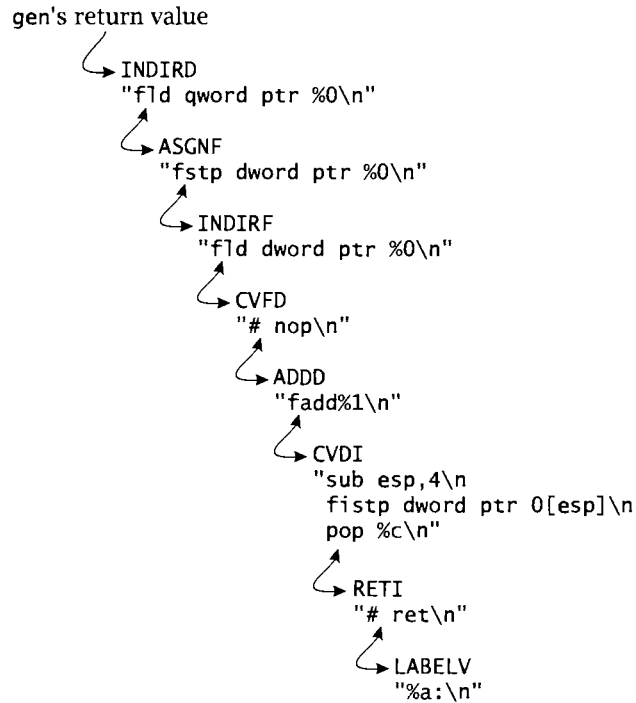 gen's return value
INDIRD
"fld qword ptr %0\n"
ASGNF
"fstp dword ptr %0\n"
INDIRF
"fld dword ptr %0\n"
CVFD
"# nop\n"
ADDD
"fadd%1\n"
CVDI
"sub esp,4\n
fistp dword ptr 0[esp]\n
pop %c\n"
RETI
"# ret\n"
LABELV
"%a:\n"